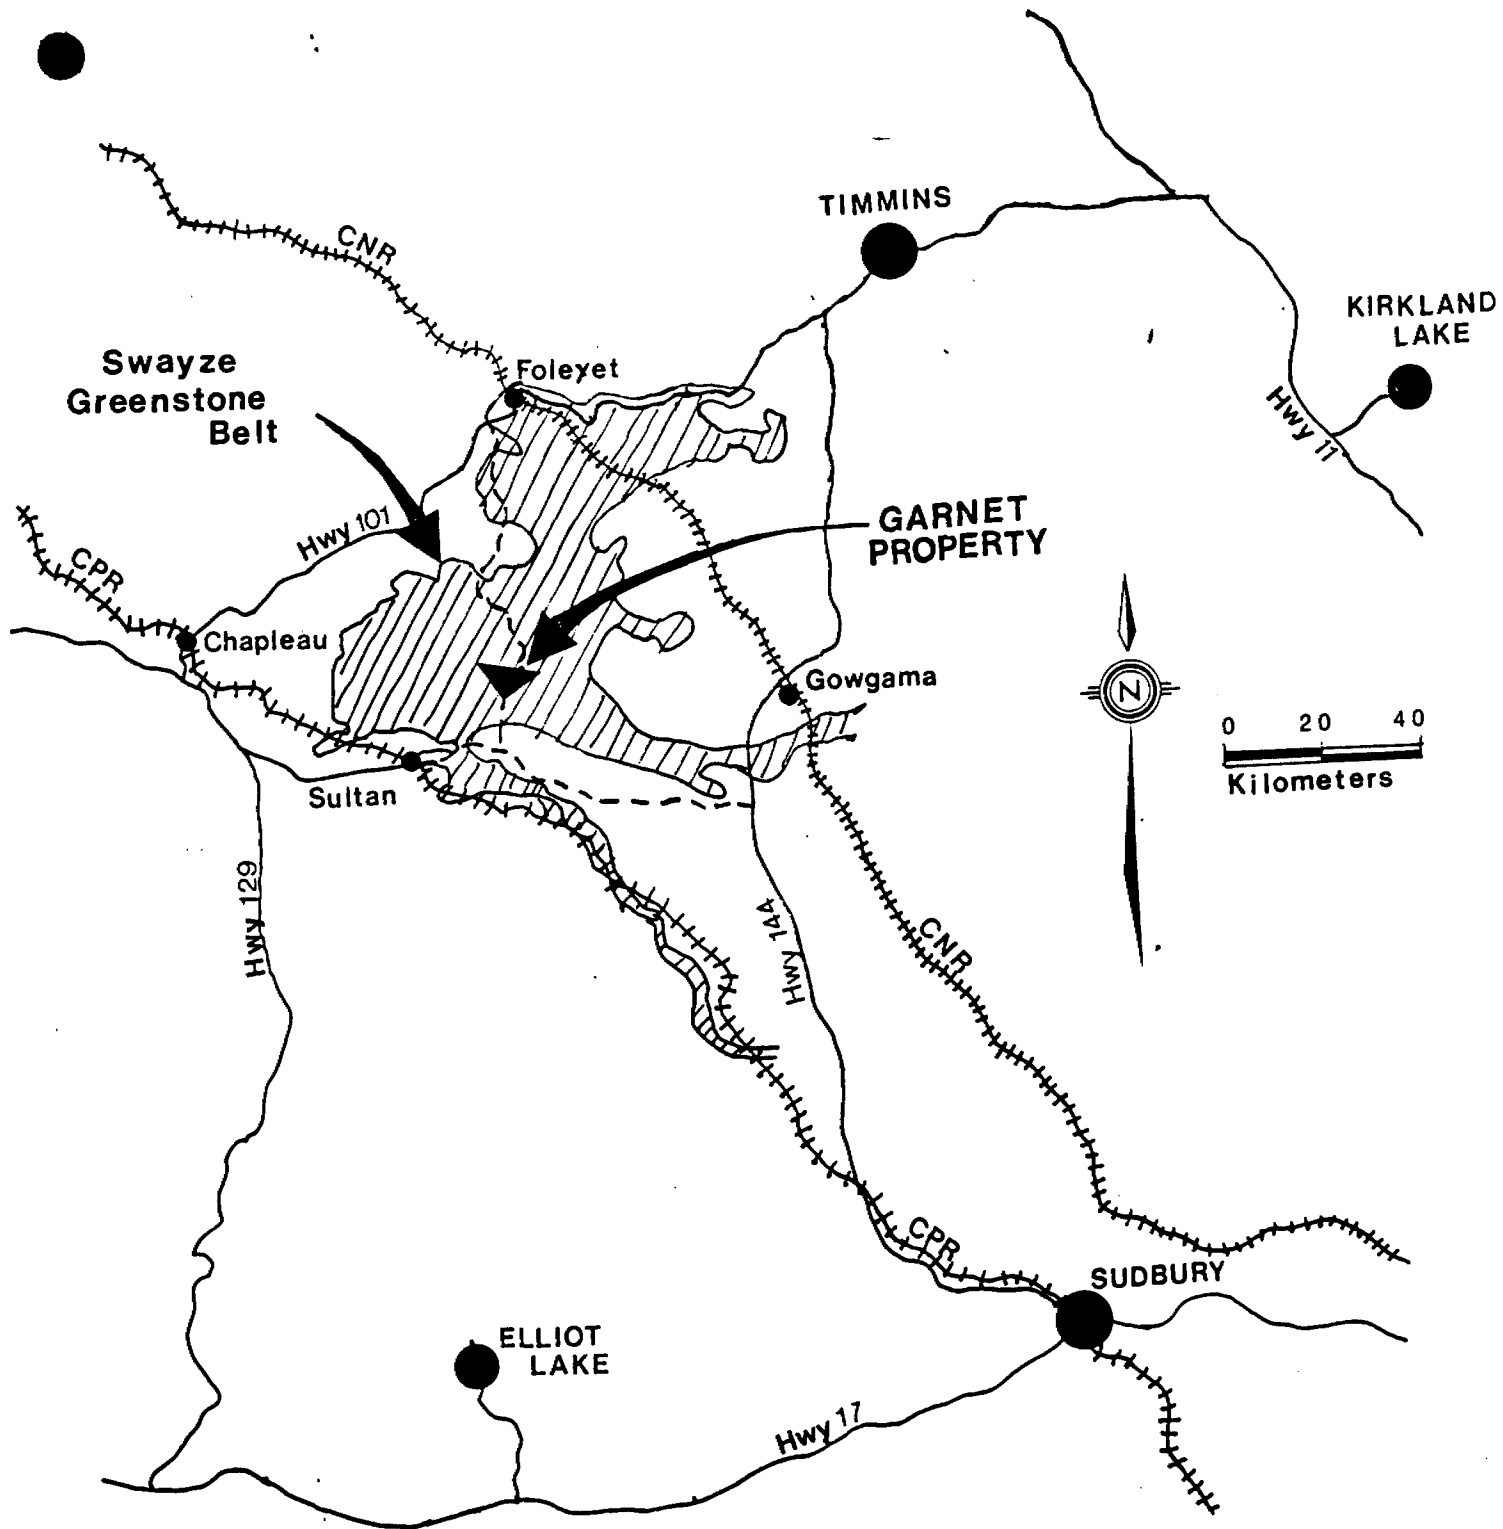 TIMMINS
CNR
KIRKLAND
LAKE
Swayze
Greenstone
Belt
Foleyet
Hwy 11
GARNET
PROPERTY
Hwy 101
CPR
Chapleau
Gowgama
N
0 20 40
Kilometers
Sultan
Hwy 129
Hwy 144
CNR
CPR
SUDBURY
ELLIOT
LAKE
Hwy 17